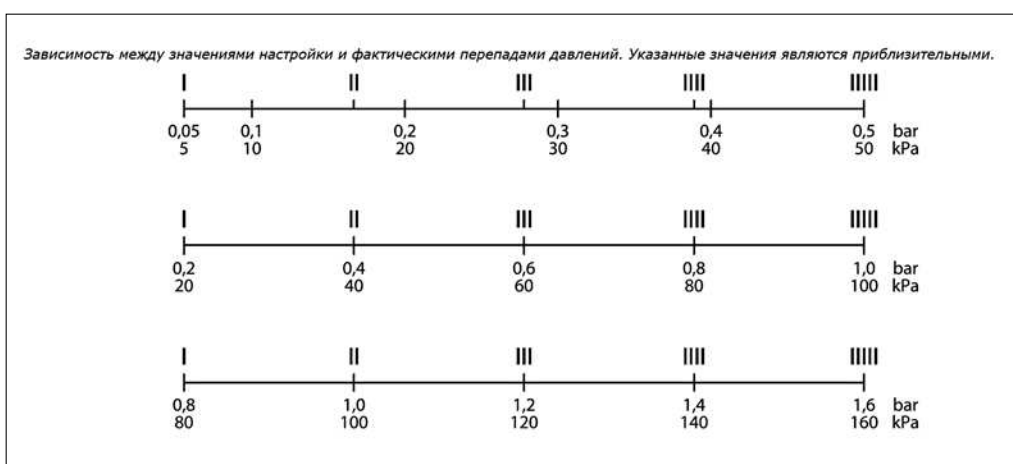 Зависимость между значениями настройки и фактическими перепадами давлений. Указанные значения являются приблизительными.
I II III IIII IIIII
0,05 0,1 0,2 0,3 0,4 0,5 bar
5 10 20 30 40 50 kPa
I II III IIII IIIII
0,2 0,4 0,6 0,8 1,0 bar
20 40 60 80 100 kPa
I II III IIII IIIII
0,8 1,0 1,2 1,4 1,6 bar
80 100 120 140 160 kPa